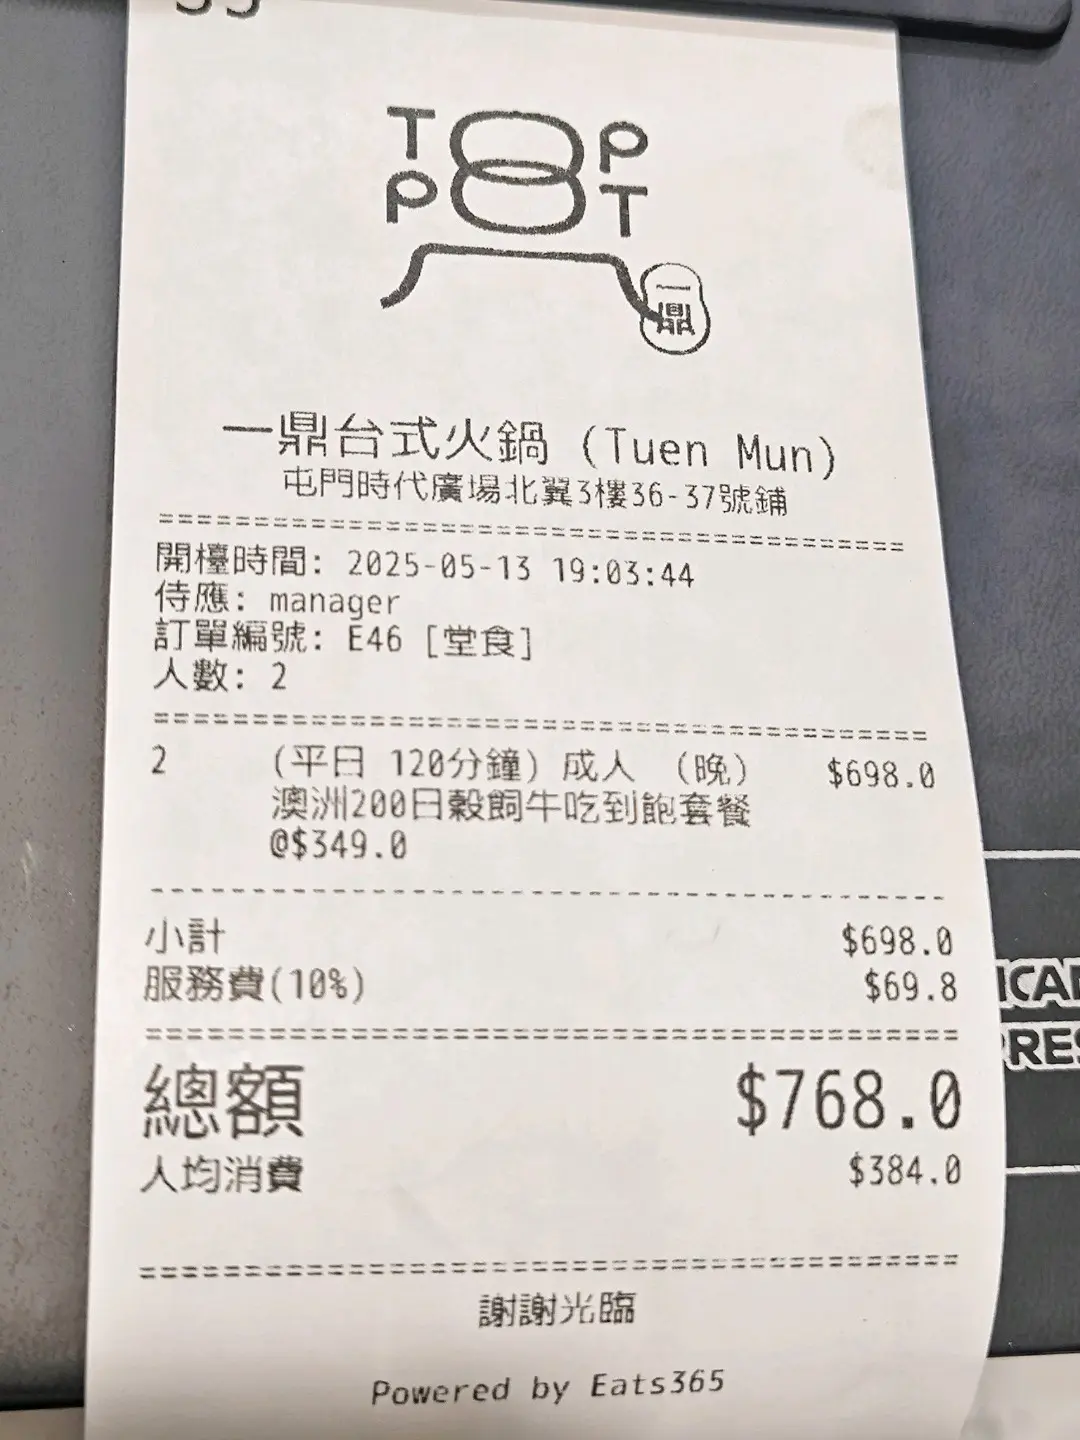 TOP
POT
一鼎
一鼎台式火鍋 (Tuen Mun)
屯門時代廣場北翼3樓36-37號鋪
開檯時間: 2025-05-13 19:03:44
侍應: manager
訂單編號: E46 [堂食]
人數: 2
2 (平日 120分鐘) 成人 (晚) $698.0
澳洲200日穀飼牛吃到飽套餐
@$349.0
小計 $698.0
服務費(10%) $69.8
總額 $768.0
人均消費 $384.0
謝謝光臨
Powered by Eats365